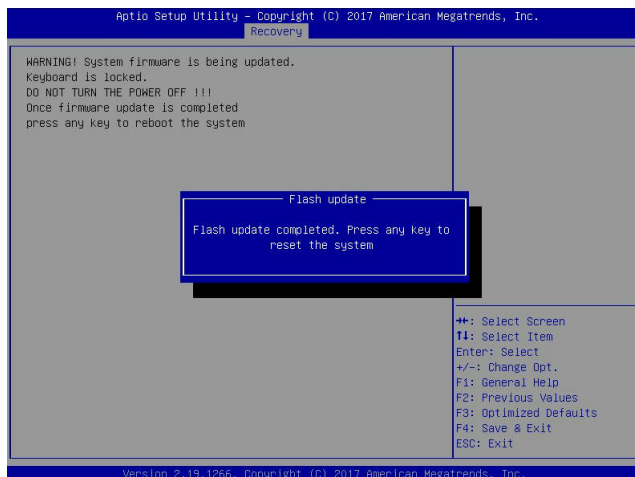 Aptio Setup Utility – Copyright (C) 2017 American Megatrends, Inc.
Recovery
WARNING! System firmware is being updated.
Keyboard is locked.
DO NOT TURN THE POWER OFF !!!
Once firmware update is completed
press any key to reboot the system
Flash update
Flash update completed. Press any key to
reset the system
→←: Select Screen
↑↓: Select Item
Enter: Select
+/-: Change Opt.
F1: General Help
F2: Previous Values
F3: Optimized Defaults
F4: Save & Exit
ESC: Exit
Version 2.19.1266. Copyright (C) 2017 American Megatrends, Inc.